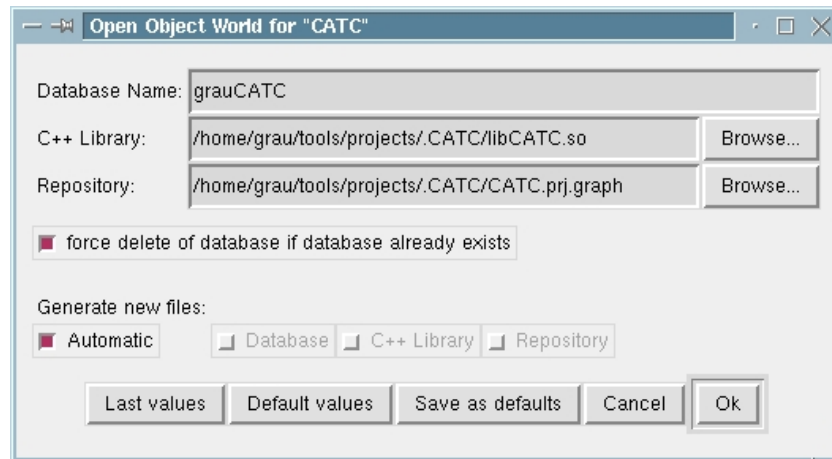 Open Object World for "CATC"
Database Name: grauCATC
C++ Library: /home/grau/tools/projects/.CATC/libCATC.so Browse...
Repository: /home/grau/tools/projects/.CATC/CATC.prj.graph Browse...
force delete of database if database already exists
Generate new files:
Automatic Database C++ Library Repository
Last values Default values Save as defaults Cancel Ok